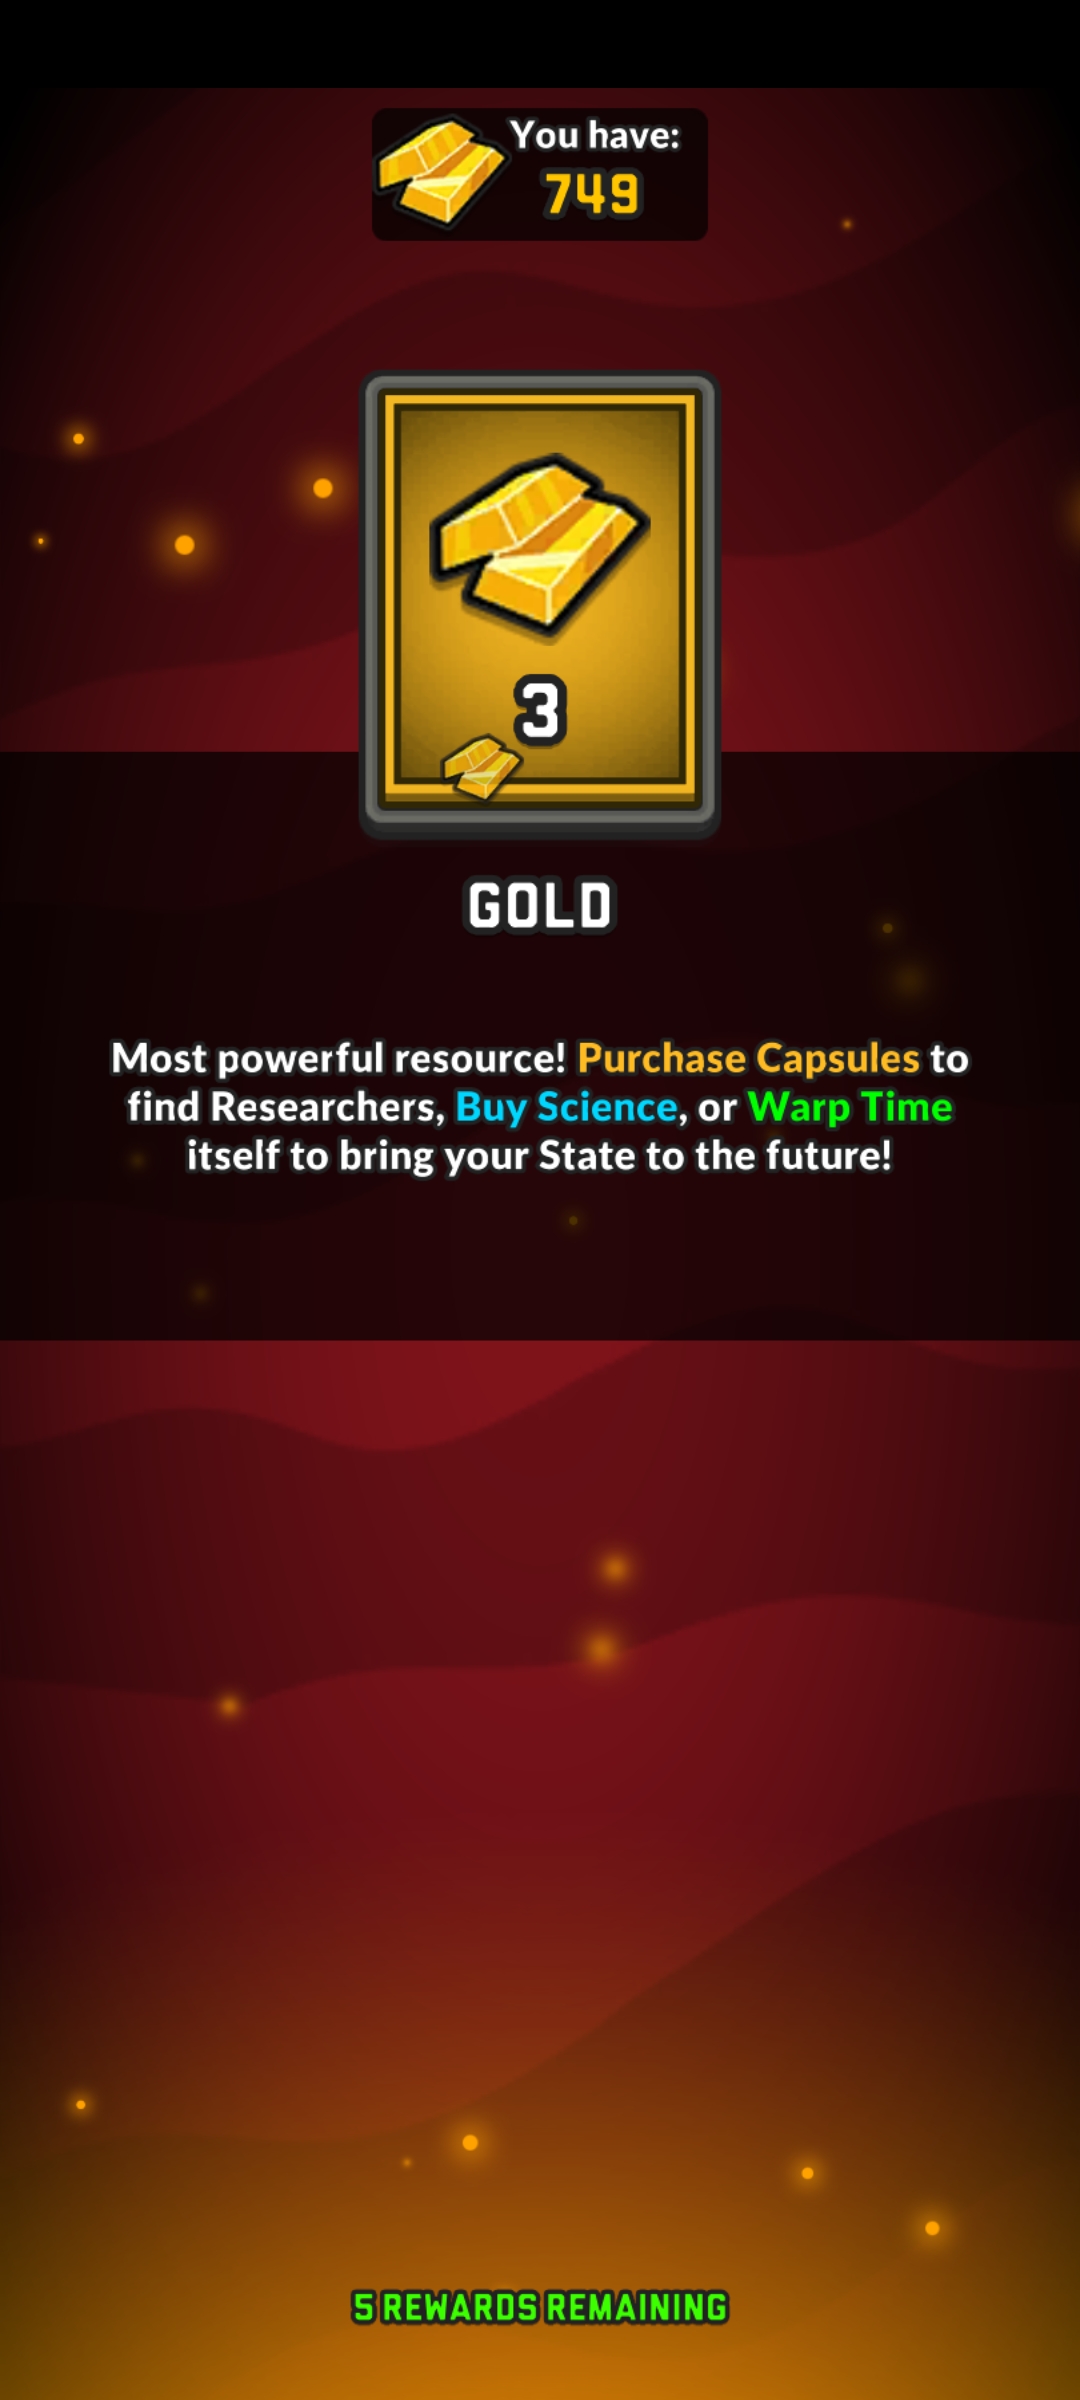 You have:
749
3
GOLD
Most powerful resource! Purchase Capsules to
find Researchers, Buy Science, or Warp Time
itself to bring your State to the future!
5 REWARDS REMAINING